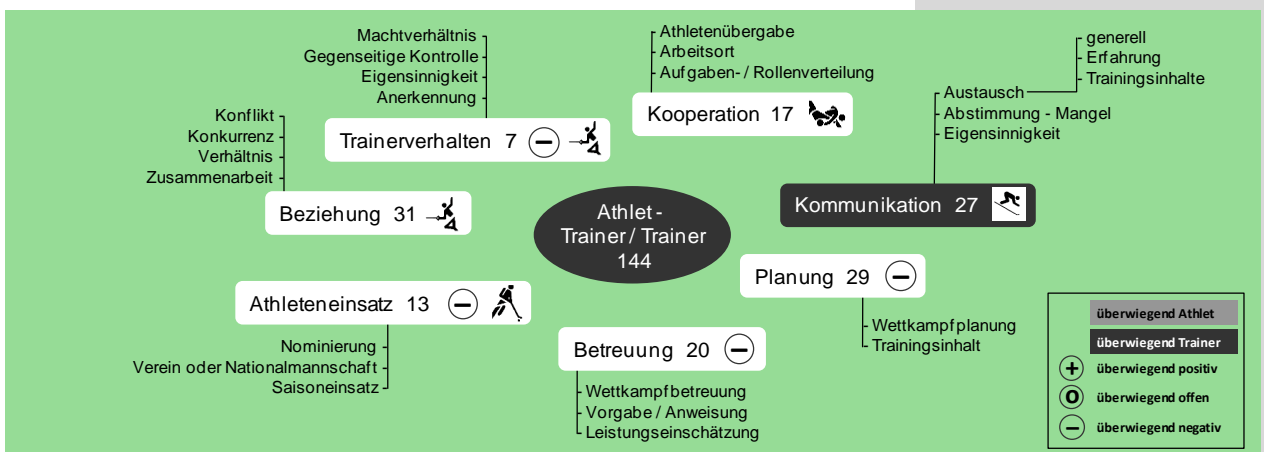 Machtverhältnis
Gegenseitige Kontrolle
Eigensinnigkeit
Anerkennung
Trainerverhalten 7
Athletenübergabe
Arbeitsort
Aufgaben- / Rollenverteilung
Kooperation 17
generell
Erfahrung
Trainingsinhalte
Austausch
Abstimmung - Mangel
Eigensinnigkeit
Kommunikation 27
Konflikt
Konkurrenz
Verhältnis
Zusammenarbeit
Beziehung 31
Athlet -
Trainer / Trainer
144
Planung 29
Wettkampfplanung
Trainingsinhalt
Athleteneinsatz 13
Nominierung
Verein oder Nationalmannschaft
Saisoneinsatz
Betreuung 20
Wettkampfbetreuung
Vorgabe / Anweisung
Leistungseinschätzung
überwiegend Athlet
überwiegend Trainer
+ überwiegend positiv
O überwiegend offen
− überwiegend negativ